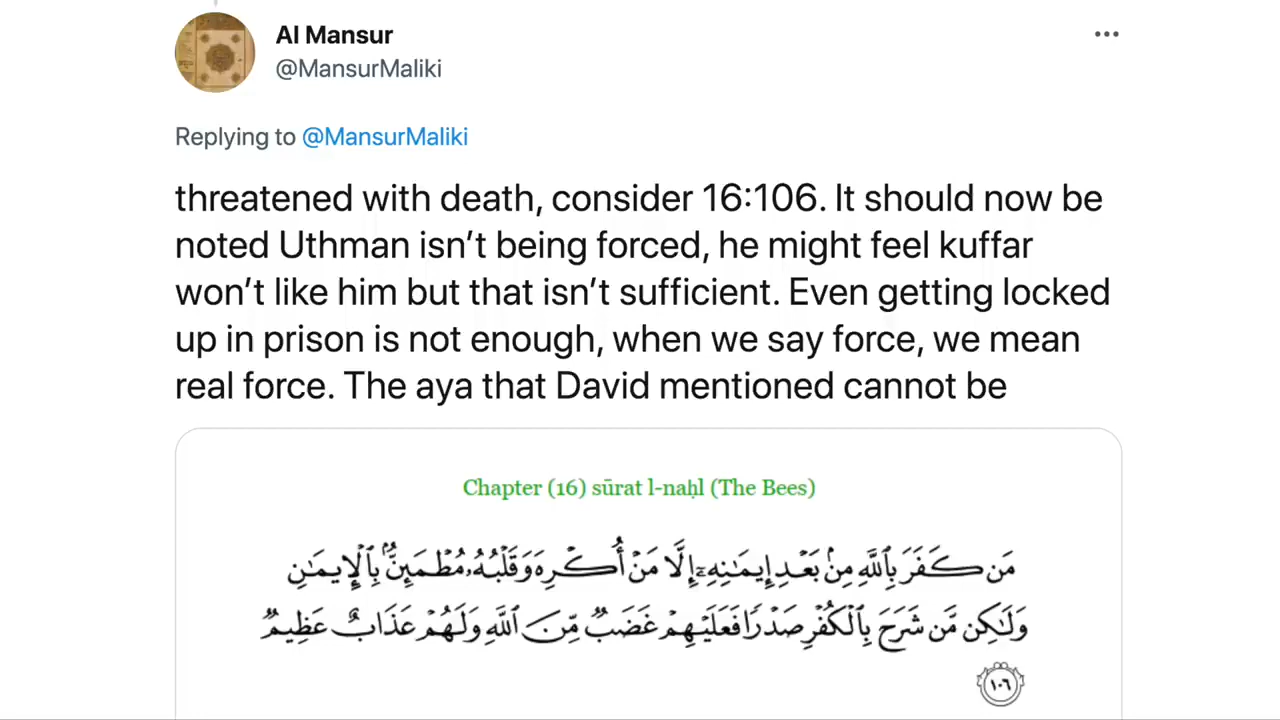 Al Mansur
@MansurMaliki
Replying to @MansurMaliki
threatened with death, consider 16:106. It should now be
noted Uthman isn’t being forced, he might feel kuffar
won’t like him but that isn’t sufficient. Even getting locked
up in prison is not enough, when we say force, we mean
real force. The aya that David mentioned cannot be
Chapter (16) sūrat l-naḥl (The Bees)
مَن كَفَرَ بِٱللَّهِ مِنۢ بَعْدِ إِيمَـٰنِهِۦٓ إِلَّا مَنْ أُكْرِهَ وَقَلْبُهُۥ مُطْمَئِنٌّۢ بِٱلْإِيمَـٰنِ
وَلَـٰكِن مَّن شَرَحَ بِٱلْكُفْرِ صَدْرًا فَعَلَيْهِمْ غَضَبٌ مِّنَ ٱللَّهِ وَلَهُمْ عَذَابٌ عَظِيمٌ
١٠٦